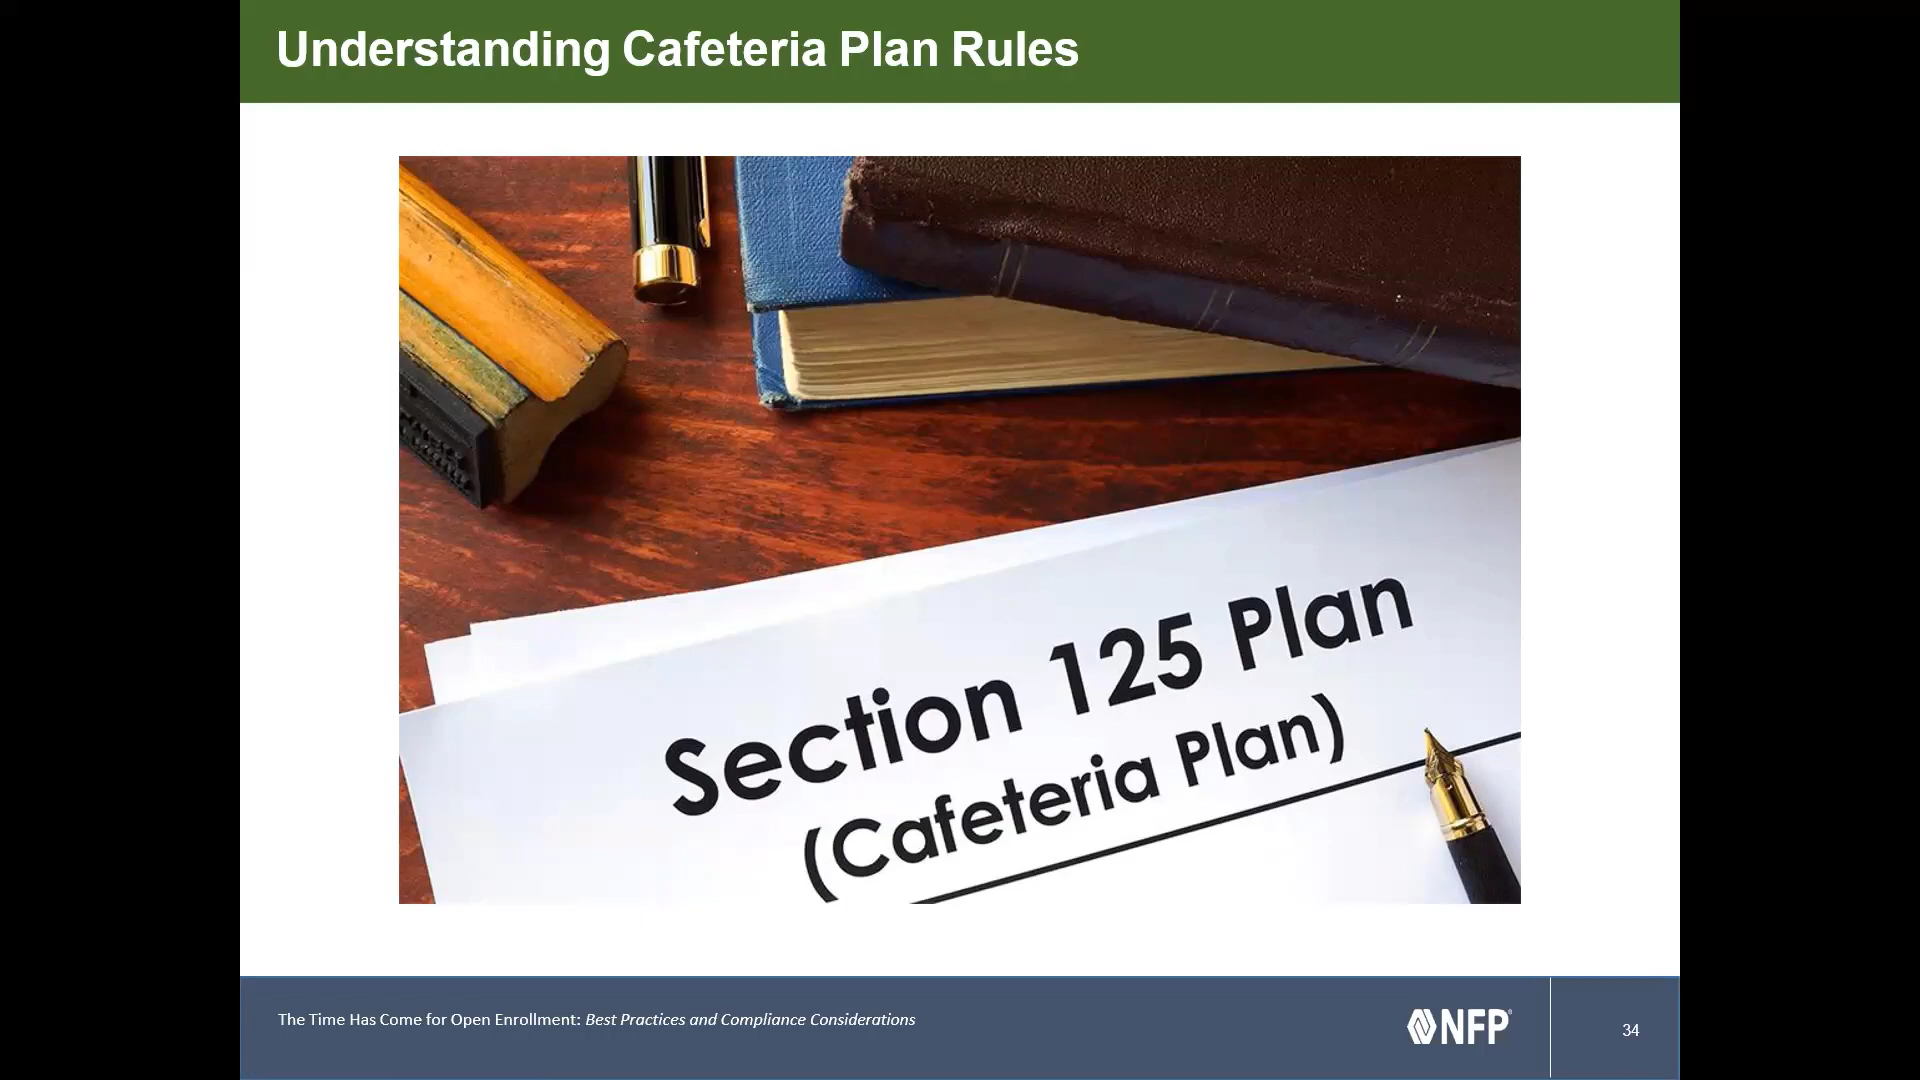 Understanding Cafeteria Plan Rules
Section 125 Plan
(Cafeteria Plan)
The Time Has Come for Open Enrollment: Best Practices and Compliance Considerations
NFP
34